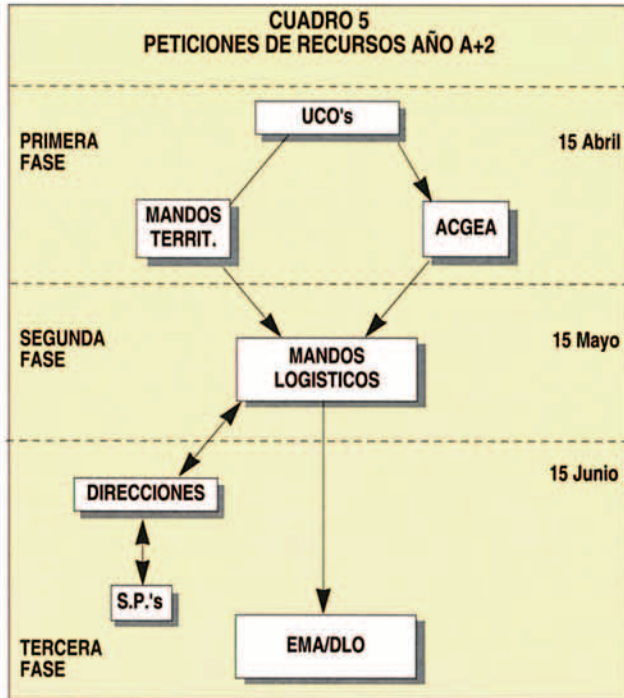 CUADRO 5
PETICIONES DE RECURSOS AÑO A+2
UCO's
PRIMERA
FASE
15 Abril
MANDOS
TERRIT.
ACGEA
SEGUNDA
FASE
15 Mayo
MANDOS
LOGISTICOS
15 Junio
DIRECCIONES
S.P.'s
EMA/DLO
TERCERA
FASE